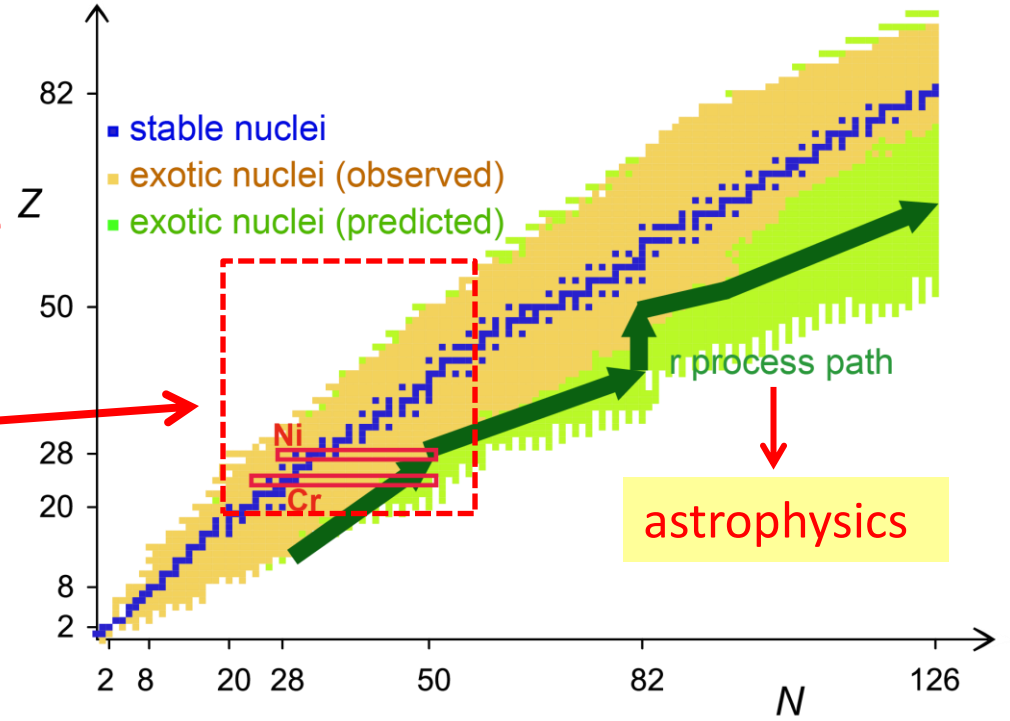 82
stable nuclei
exotic nuclei (observed)
Z
exotic nuclei (predicted)
50
r process path
Ni
28
Cr
20
astrophysics
8
2
2 8 20 28 50 82 126
N